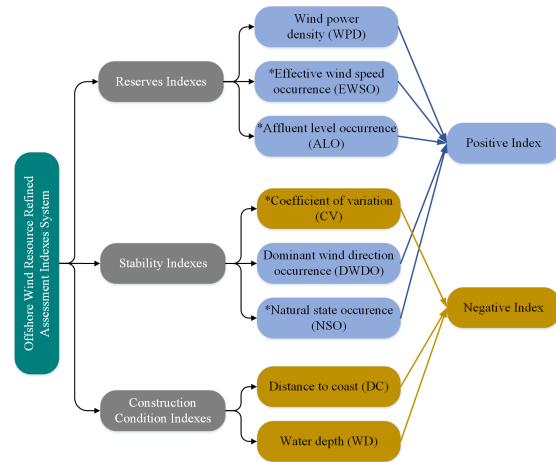 Offshore Wind Resource Refined
Assessment Indexes System
Reserves Indexes
Stability Indexes
Construction
Condition Indexes
Wind power
density (WPD)
*Effective wind speed
occurrence (EWSO)
*Affluent level occurrence
(ALO)
*Coefficient of variation
(CV)
Dominant wind direction
occurrence (DWDO)
*Natural state occurence
(NSO)
Distance to coast (DC)
Water depth (WD)
Positive Index
Negative Index